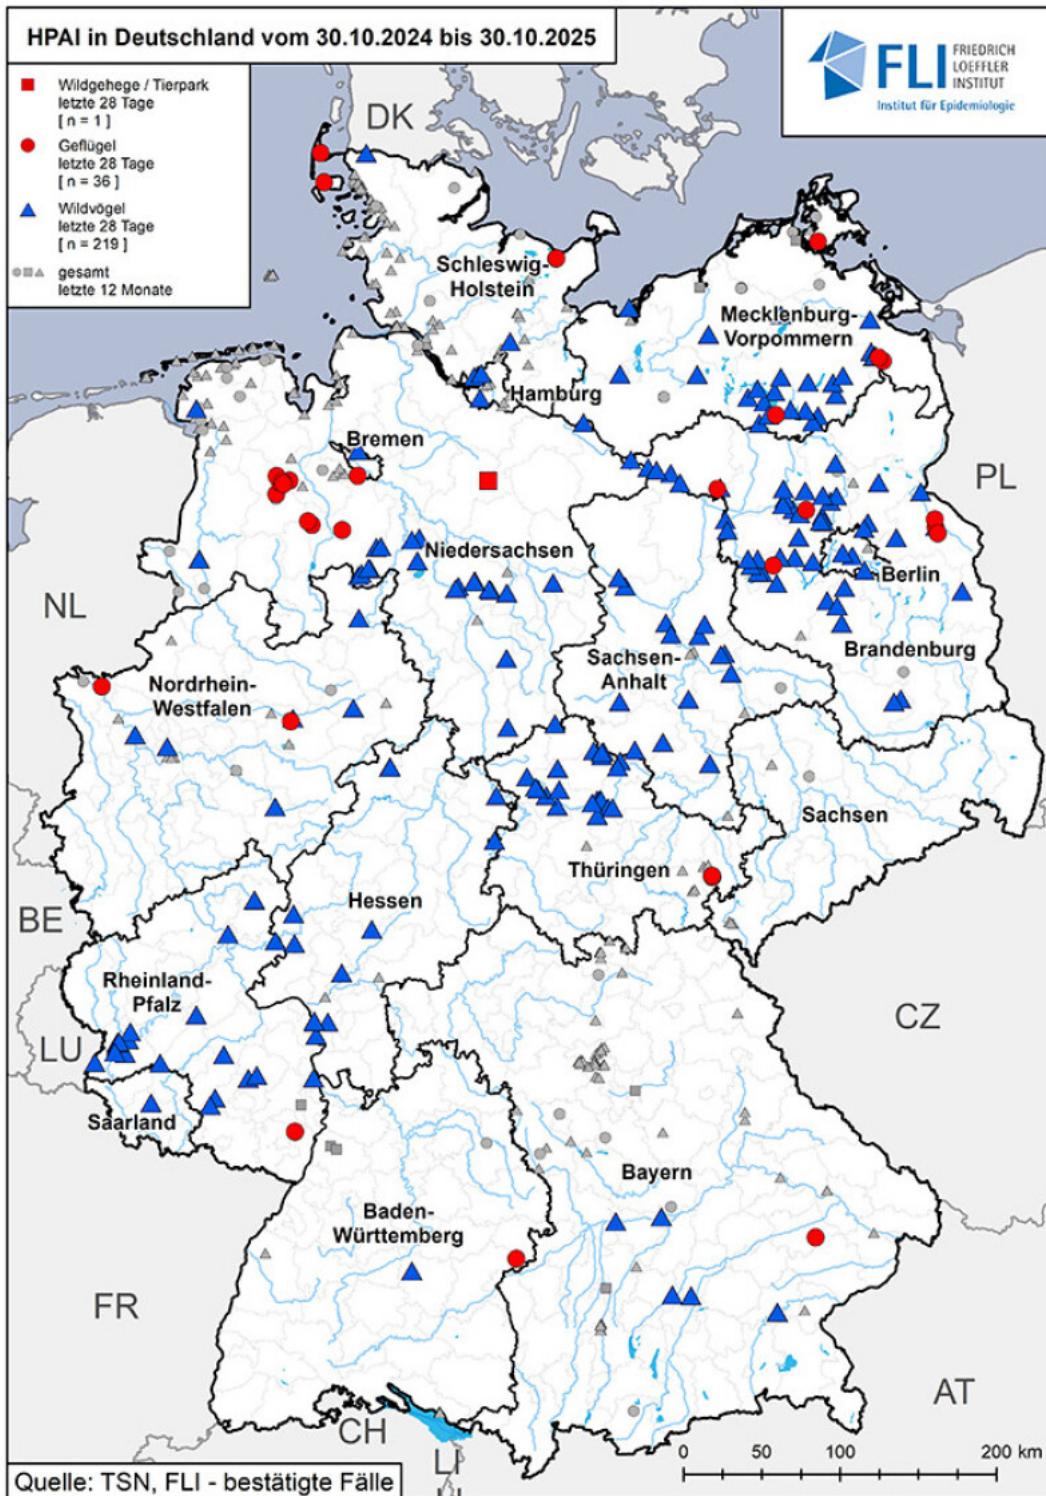 HPAI in Deutschland vom 30.10.2024 bis 30.10.2025
FLI
FRIEDRICH
LOEFFLER
INSTITUT
Institut für Epidemiologie
Wildgehege / Tierpark
letzte 28 Tage
[ n = 1 ]
Geflügel
letzte 28 Tage
[ n = 36 ]
Wildvögel
letzte 28 Tage
[ n = 219 ]
gesamt
letzte 12 Monate
DK
Schleswig-
Holstein
Mecklenburg-
Vorpommern
Hamburg
Bremen
PL
Niedersachsen
Berlin
NL
Brandenburg
Sachsen-
Anhalt
Nordrhein-
Westfalen
Sachsen
Thüringen
Hessen
BE
Rheinland-
Pfalz
CZ
LU
Saarland
Bayern
Baden-
Württemberg
FR
AT
CH
LI
0 50 100 200 km
Quelle: TSN, FLI - bestätigte Fälle